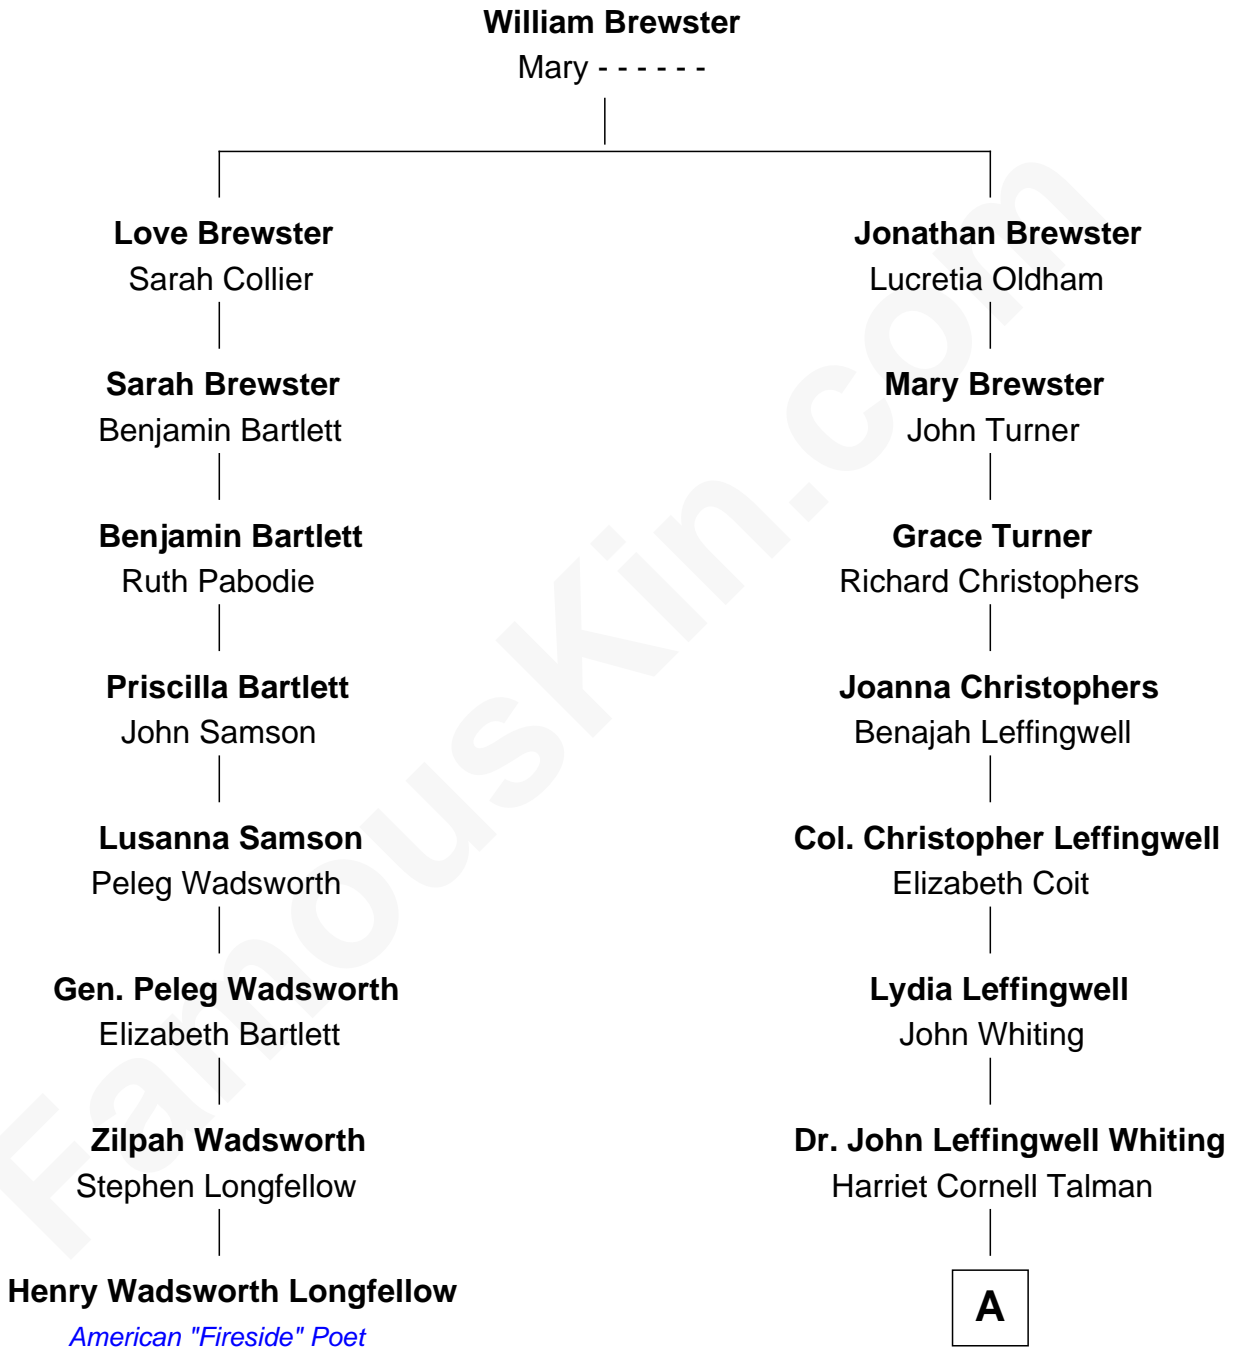 William Brewster
Mary - - - - - -
Love Brewster
Sarah Collier
Sarah Brewster
Benjamin Bartlett
Benjamin Bartlett
Ruth Pabodie
Priscilla Bartlett
John Samson
Lusanna Samson
Peleg Wadsworth
Gen. Peleg Wadsworth
Elizabeth Bartlett
Zilpah Wadsworth
Stephen Longfellow
Henry Wadsworth Longfellow
American "Fireside" Poet
Jonathan Brewster
Lucretia Oldham
Mary Brewster
John Turner
Grace Turner
Richard Christophers
Joanna Christophers
Benajah Leffingwell
Col. Christopher Leffingwell
Elizabeth Coit
Lydia Leffingwell
John Whiting
Dr. John Leffingwell Whiting
Harriet Cornell Talman
A
FamousKin.com